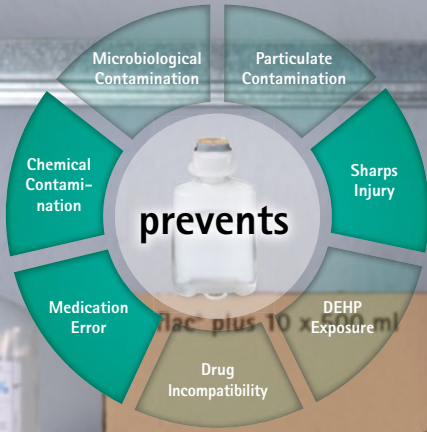 Microbiological
Contamination
Particulate
Contamination
Chemical
Contami-
nation
Sharps
Injury
prevents
Medication
Error
flac® plus 10 x 500 ml
DEHP
Exposure
Drug
Incompatibility